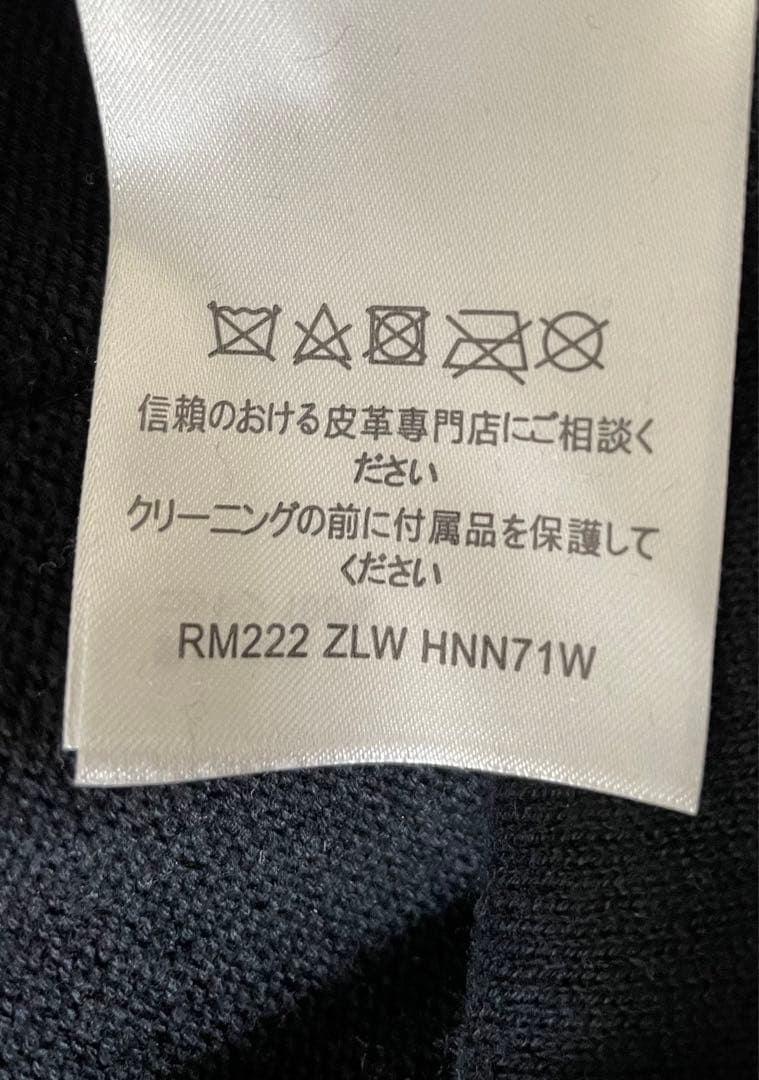 信頼のおける皮革専門店にご相談く
ださい
クリーニングの前に付属品を保護して
ください
RM222 ZLW HNN71W